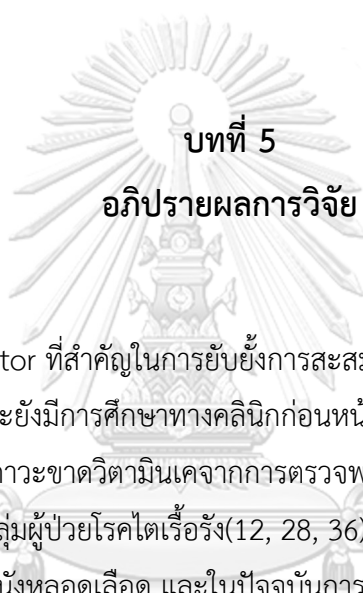 บทที่ 5
อภิปรายผลการวิจัย
tor ที่สำคัญในการยับยั้งการสะสม
ะยังมีการศึกษาทางคลินิกก่อนหน้
าวะขาดวิตามินเคจากการตรวจพ
ลุ่มผู้ป่วยโรคไตเรื้อรัง(12, 28, 36)
นังหลอดเลือด และในปัจจุบันการ